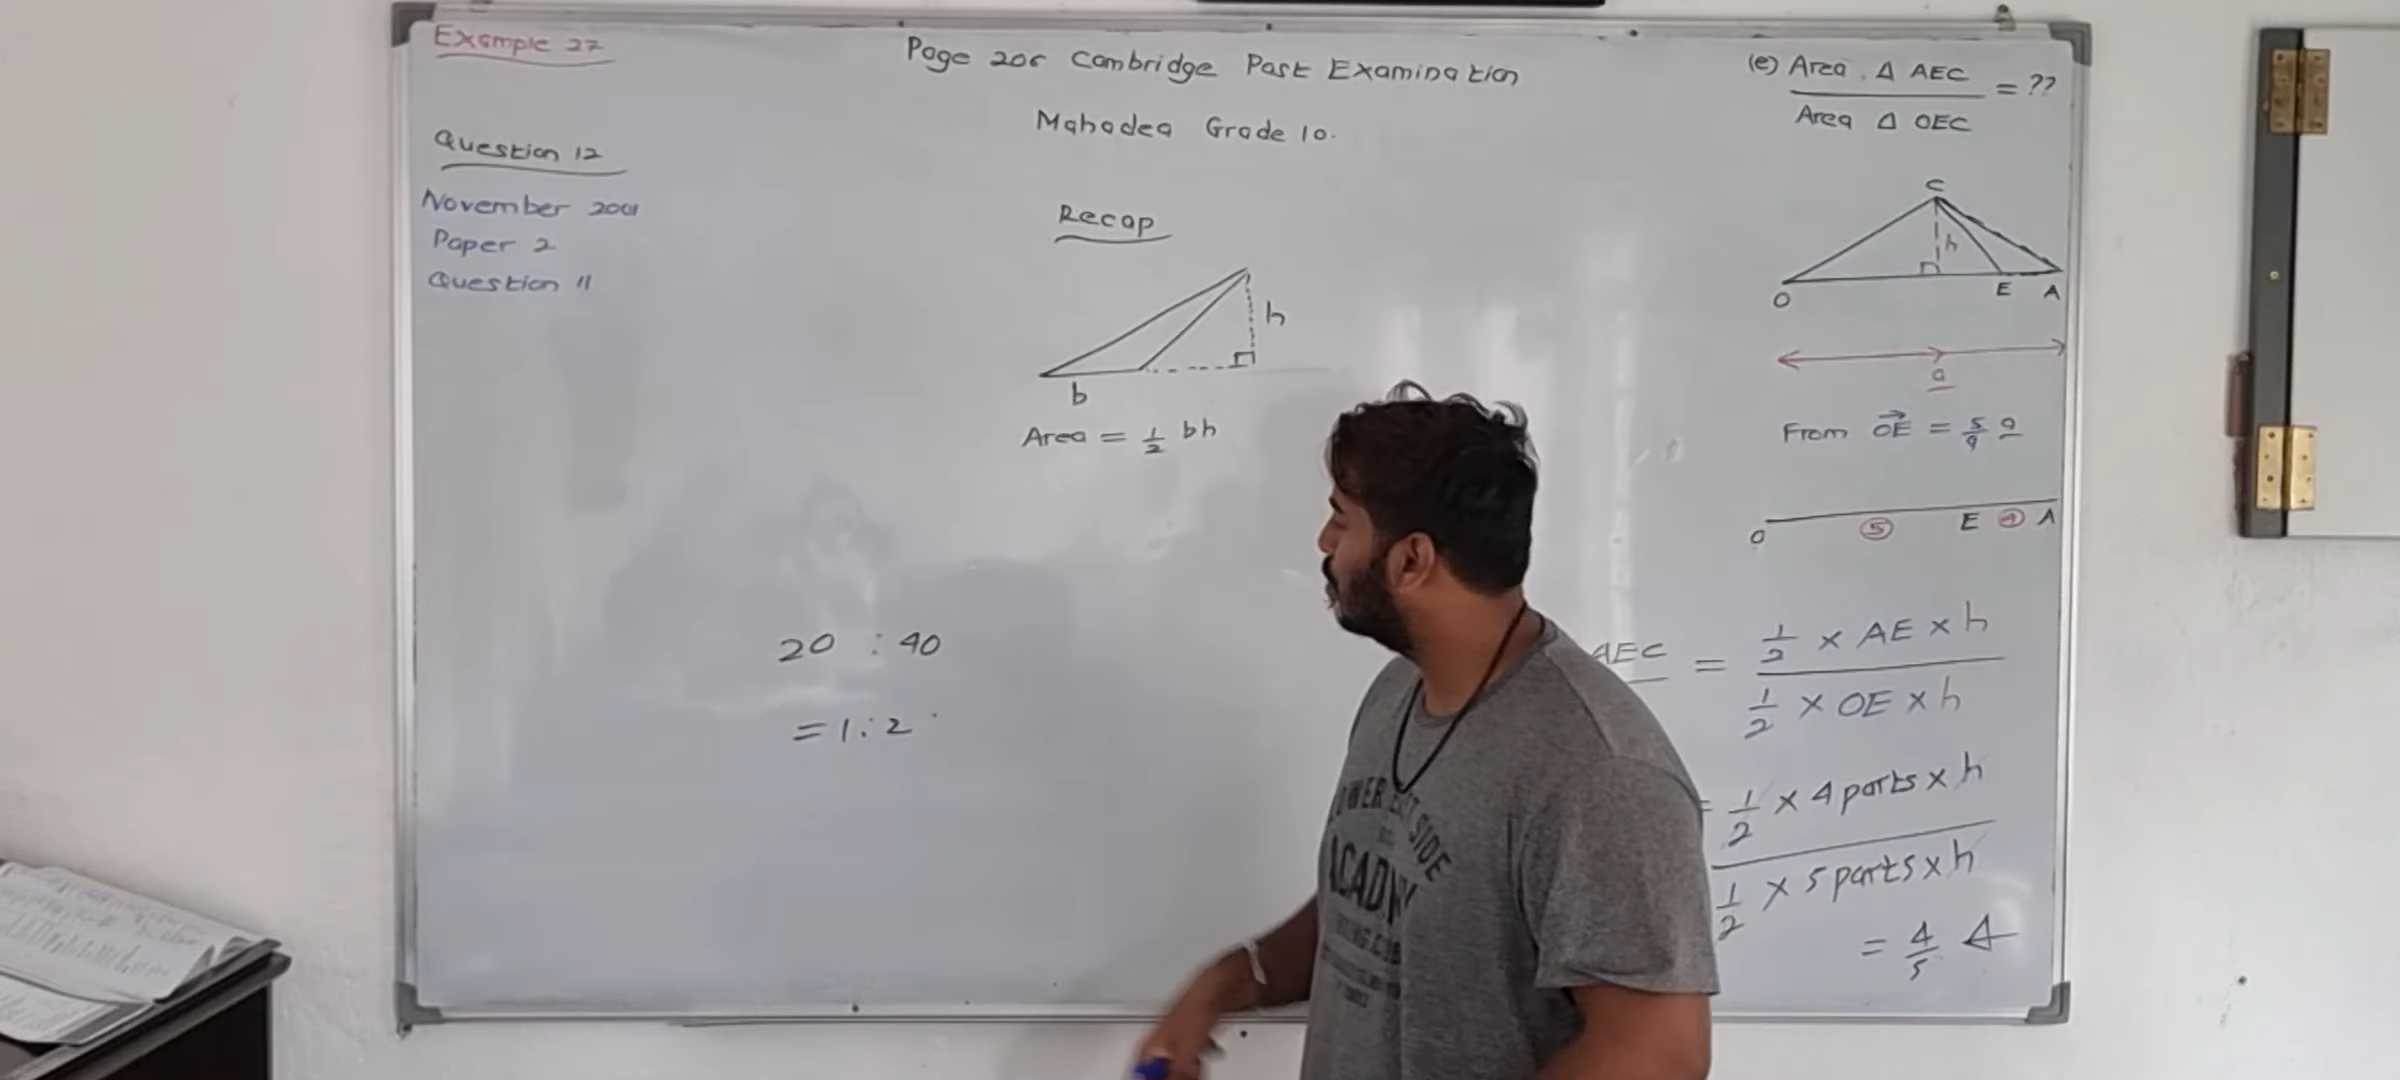 Example 27
Page 206 Cambridge Past Examination
Mahadea Grade 10.
Question 12
November 2001
Paper 2
Question 11
Recap
h
b
Area = 1/2 bh
20 : 40
= 1 : 2
(e) Area Δ AEC / Area Δ OEC = ??
C
h
O E A
a
From OE⃗ = 5/9 a
O 5 E 4 A
AEC = 1/2 × AE × h / 1/2 × OE × h
= 1/2 × 4 parts × h / 1/2 × 5 parts × h
= 4/5
SIDE